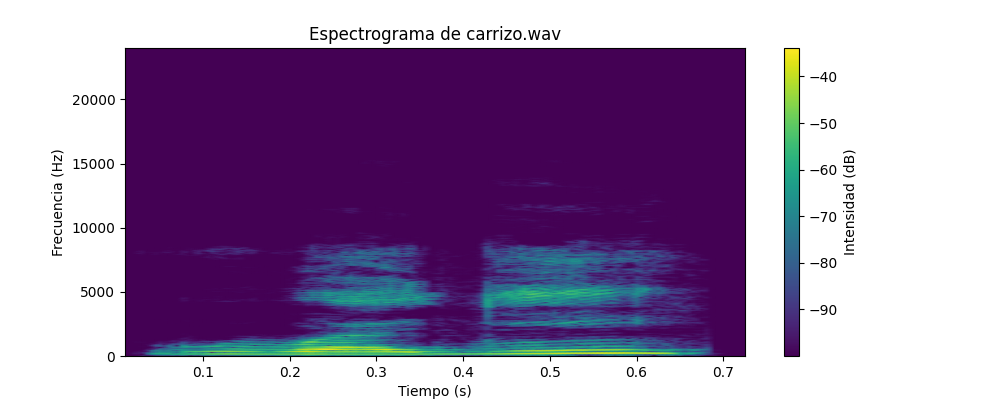 Espectrograma de carrizo.wav
Frecuencia (Hz)
20000
15000
10000
5000
0
0.1 0.2 0.3 0.4 0.5 0.6 0.7
Tiempo (s)
−40
−50
−60
−70
−80
−90
Intensidad (dB)